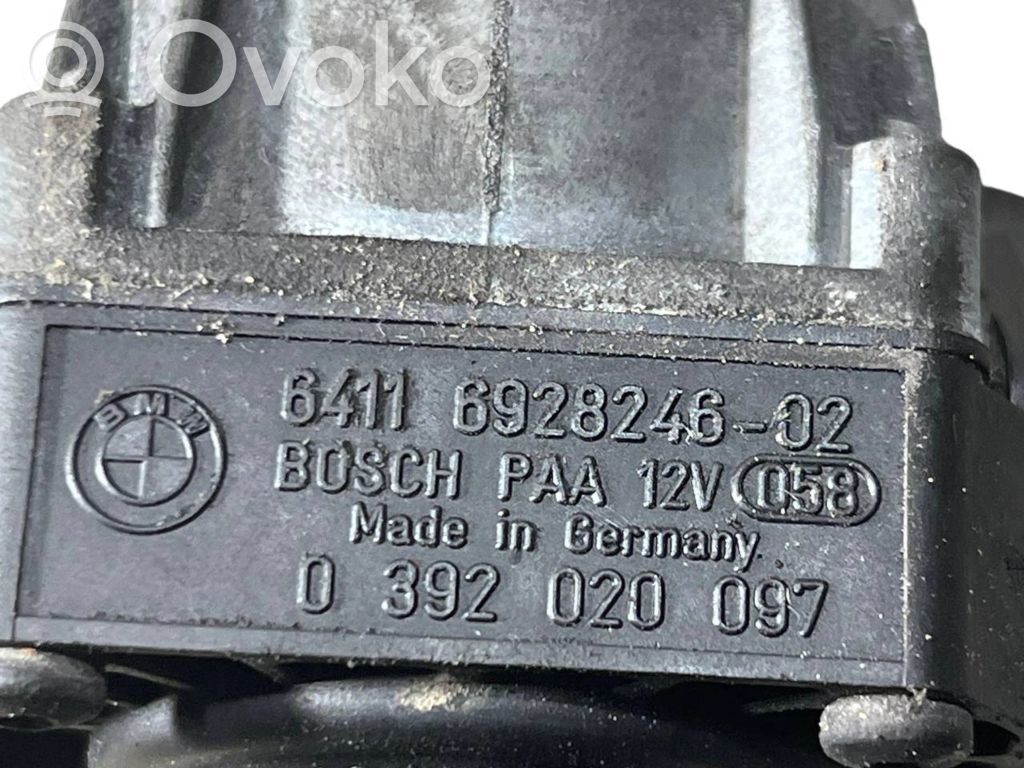 Ovoko
BMW
6411 6928246-02
BOSCH PAA 12V 058
Made in Germany
0 392 020 097